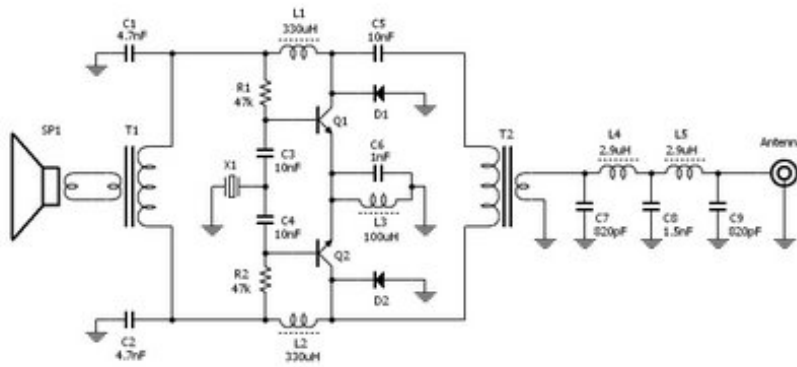 C1
4.7nF
L1
330uH
C5
10nF
R1
47k
Q1
D1
SP1
T1
X1
C3
10nF
C6
1nF
T2
L4
2.9uH
L5
2.9uH
Antenn
C4
10nF
L3
100uH
C7
820pF
C8
1.5nF
C9
820pF
R2
47k
Q2
D2
C2
4.7nF
L2
330uH